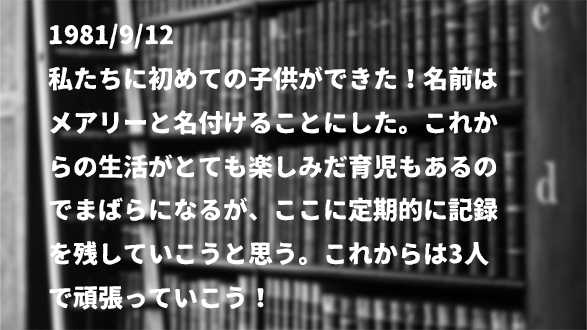 1981/9/12
私たちに初めての子供ができた！名前は
メアリーと名付けることにした。これか
らの生活がとても楽しみだ育児もあるの
でまばらになるが、ここに定期的に記録
を残していこうと思う。これからは3人
で頑張っていこう！
e
d